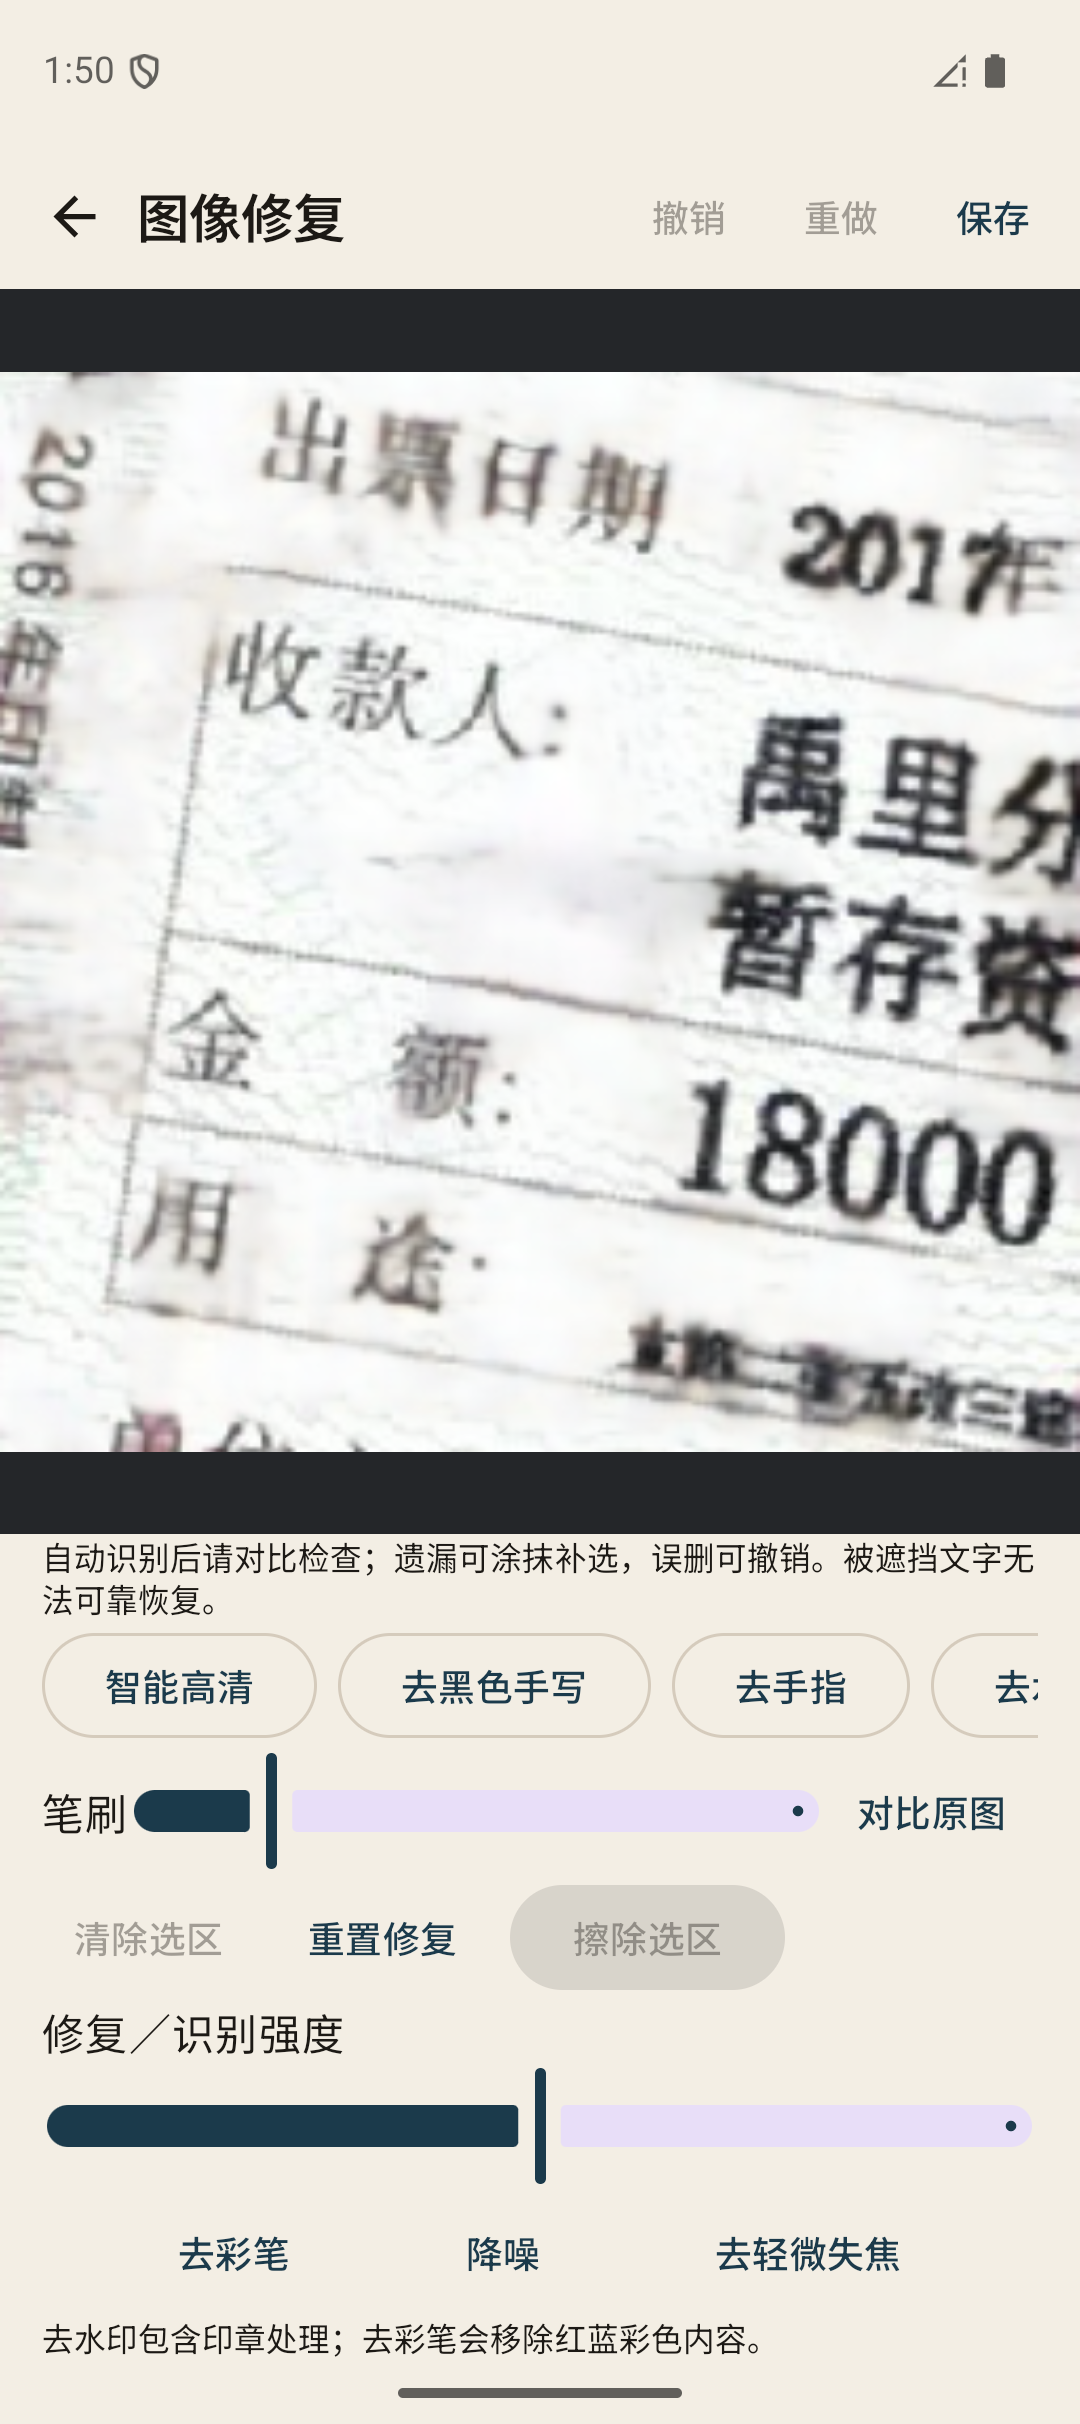 1:50
图像修复
撤销 重做 保存
出票日期 2017年
2016年印制
收款人：
禹里分
暂存资
金 额： 18000
用 途：
自动识别后请对比检查；遗漏可涂抹补选，误删可撤销。被遮挡文字无
法可靠恢复。
智能高清 去黑色手写 去手指
笔刷 对比原图
清除选区 重置修复 擦除选区
修复／识别强度
去彩笔 降噪 去轻微失焦
去水印包含印章处理；去彩笔会移除红蓝彩色内容。